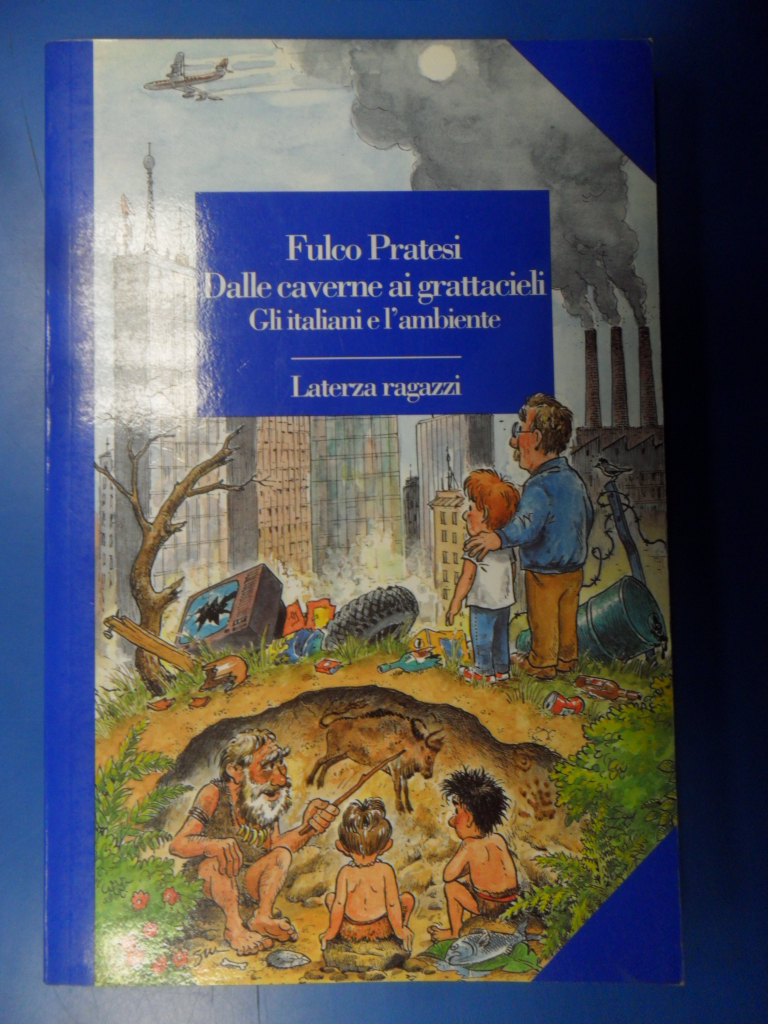 Fulco Pratesi
Dalle caverne ai grattacieli
Gli italiani e l'ambiente
Laterza ragazzi